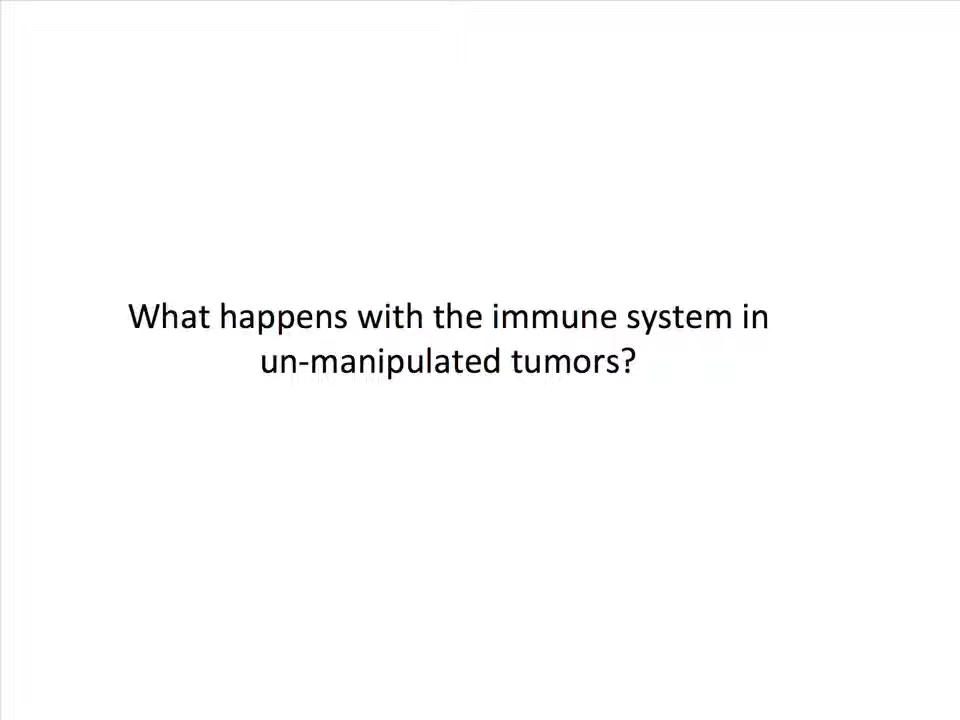 What happens with the immune system in
un-manipulated tumors?